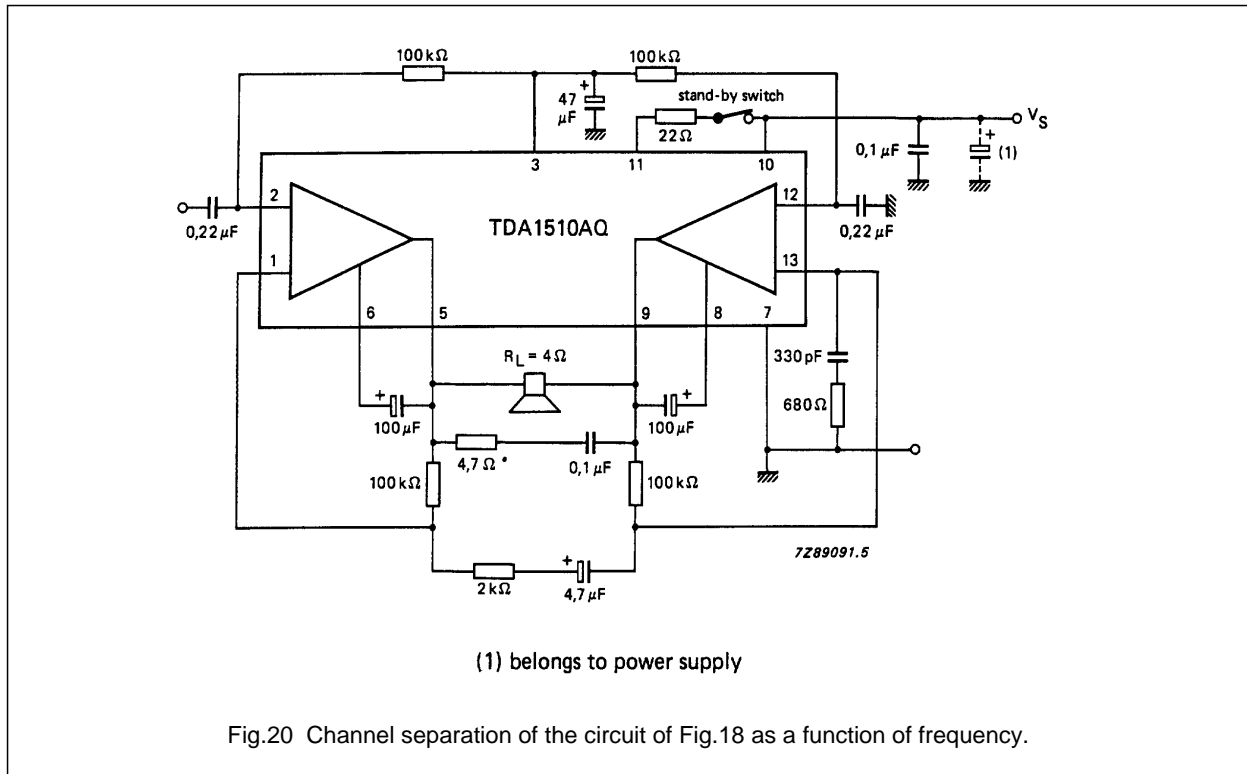 100 kΩ
100 kΩ
+
47
μF
stand-by switch
22 Ω
V_S
+
0,1 μF
(1)
3
11
10
2
12
0,22 μF
TDA1510AQ
0,22 μF
1
13
6
5
9
8
7
330 pF
R_L = 4 Ω
+
+
680 Ω
100 μF
100 μF
4,7 Ω *
0,1 μF
100 kΩ
100 kΩ
7Z89091.5
+
2 kΩ
4,7 μF
(1) belongs to power supply
Fig.20 Channel separation of the circuit of Fig.18 as a function of frequency.